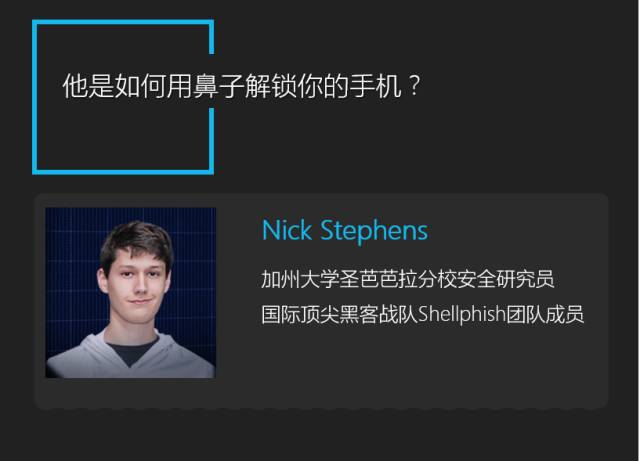 他是如何用鼻子解锁你的手机？
Nick Stephens
加州大学圣芭芭拉分校安全研究员
国际顶尖黑客战队Shellphish团队成员